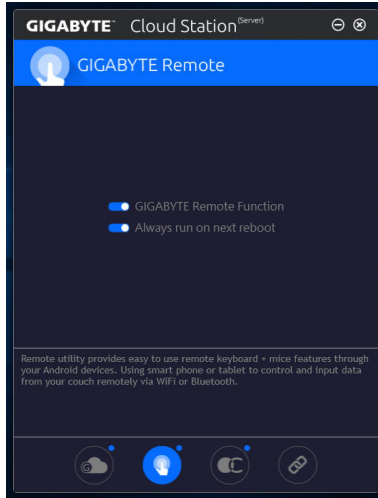 GIGABYTE™ Cloud Station(Server)
GIGABYTE Remote
GIGABYTE Remote Function
Always run on next reboot
Remote utility provides easy to use remote keyboard + mice features through
your Android devices. Using smart phone or tablet to control and input data
from your couch remotely via WiFi or Bluetooth.
G